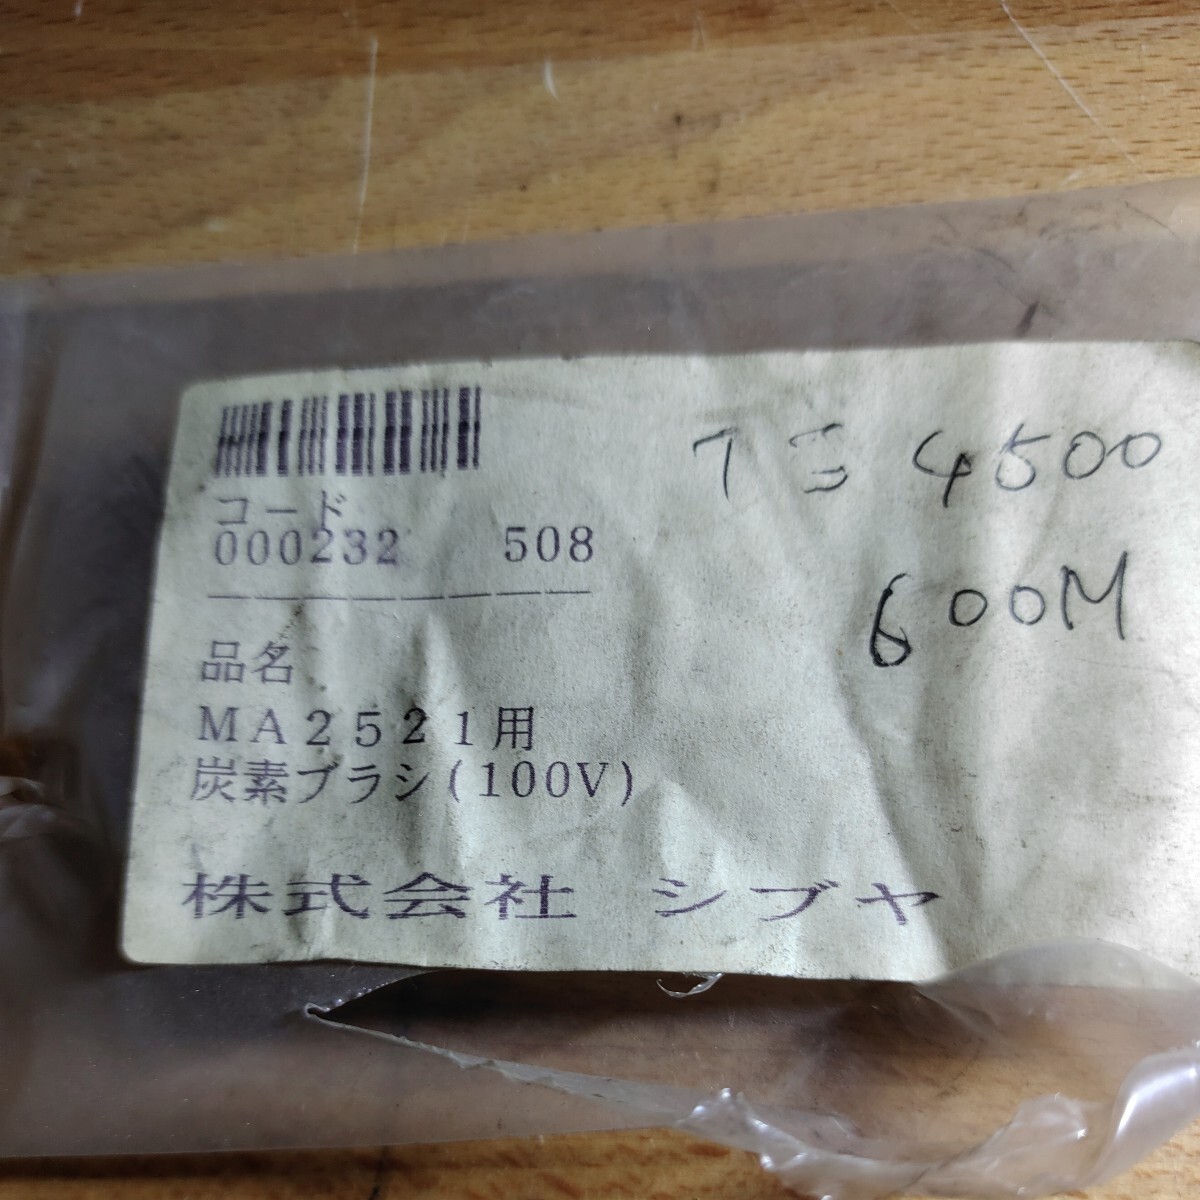 コード
000232 508
品名
MA2521用
炭素ブラシ(100V)
株式会社 シブヤ
4500
600M